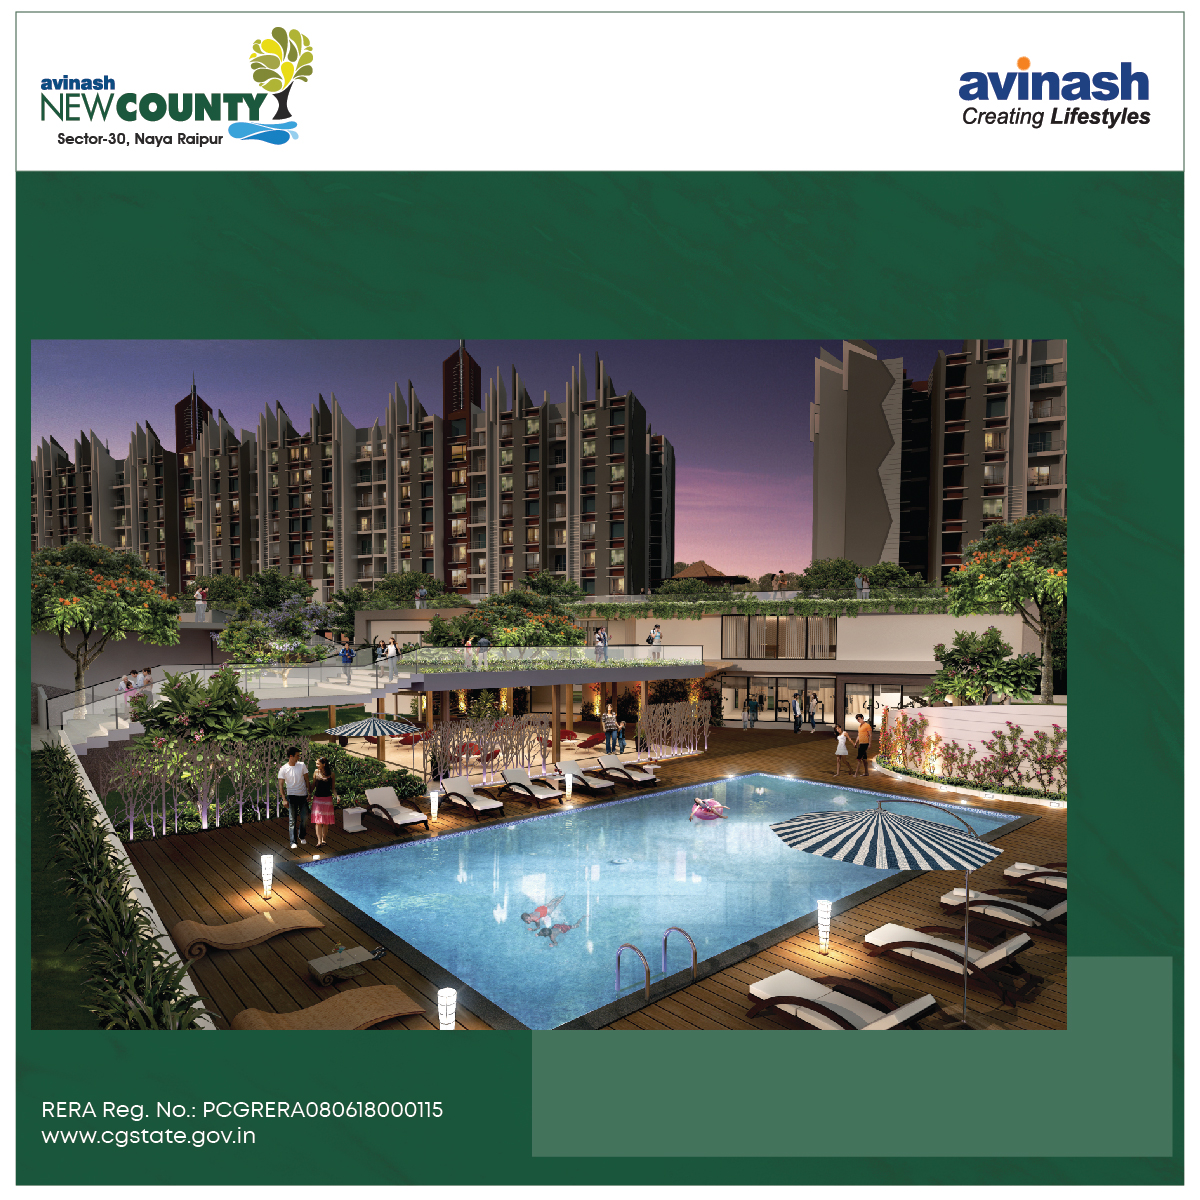 avinash
NEWCOUNTY
Sector-30, Naya Raipur
avinash
Creating Lifestyles
RERA Reg. No.: PCGRERA080618000115
www.cgstate.gov.in